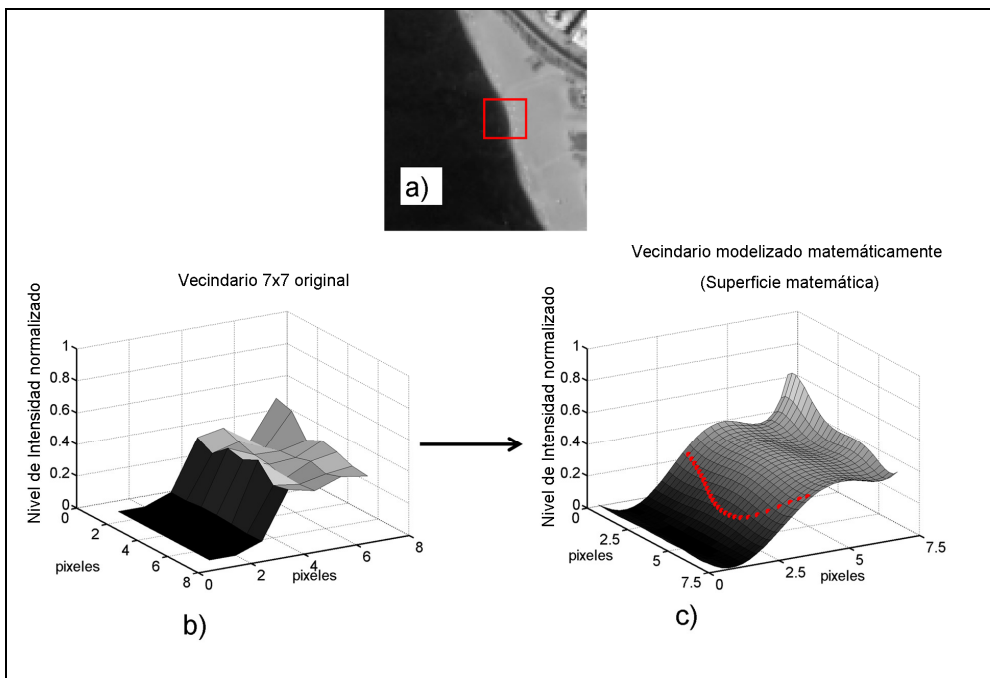 a)
Vecindario 7x7 original
Nivel de Intensidad normalizado
1
0.8
0.6
0.4
0.2
0
0
2
4
6
8
pixeles
0
2
4
6
8
pixeles
b)
Vecindario modelizado matemáticamente
(Superficie matemática)
Nivel de Intensidad normalizado
1
0.8
0.6
0.4
0.2
0
0
2.5
5
7.5
pixeles
0
2.5
5
7.5
pixeles
c)